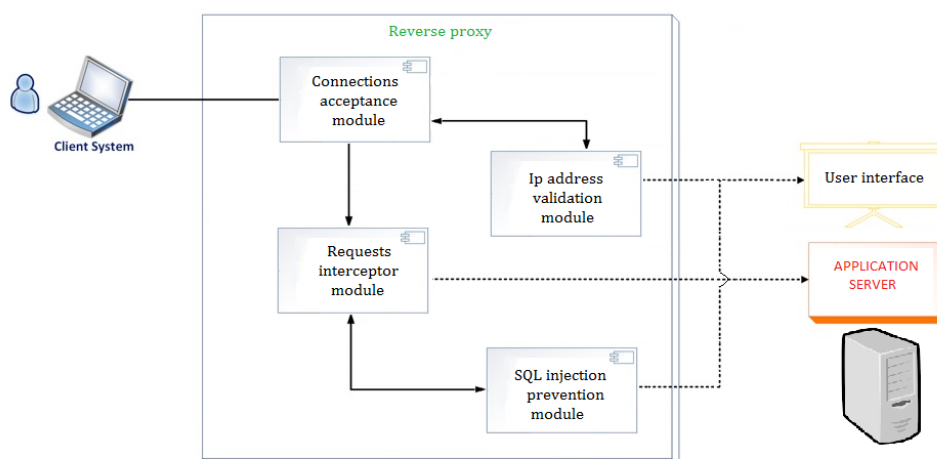 Reverse proxy
Connections
acceptance
module
Client System
Ip address
validation
module
User interface
Requests
interceptor
module
APPLICATION
SERVER
SQL injection
prevention
module